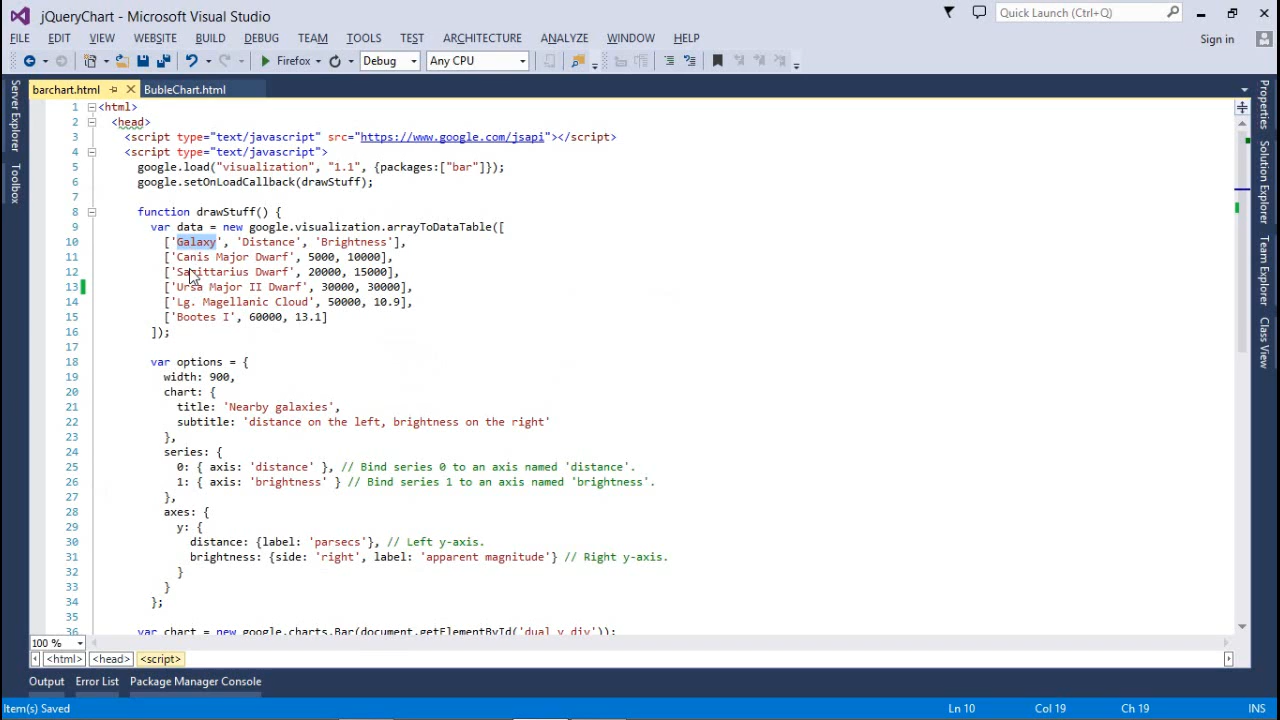 jQueryChart - Microsoft Visual Studio
Quick Launch (Ctrl+Q)
FILE EDIT VIEW WEBSITE BUILD DEBUG TEAM TOOLS TEST ARCHITECTURE ANALYZE WINDOW HELP
Sign in
Firefox Debug Any CPU
barchart.html BubleChart.html
Server Explorer
Toolbox
Properties
Solution Explorer
Team Explorer
Class View
1 <html>
2 <head>
3 <script type="text/javascript" src="https://www.google.com/jsapi"></script>
4 <script type="text/javascript">
5 google.load("visualization", "1.1", {packages:["bar"]});
6 google.setOnLoadCallback(drawStuff);
7
8 function drawStuff() {
9 var data = new google.visualization.arrayToDataTable([
10 ['Galaxy', 'Distance', 'Brightness'],
11 ['Canis Major Dwarf', 5000, 10000],
12 ['Sagittarius Dwarf', 20000, 15000],
13 ['Ursa Major II Dwarf', 30000, 30000],
14 ['Lg. Magellanic Cloud', 50000, 10.9],
15 ['Bootes I', 60000, 13.1]
16 ]);
17
18 var options = {
19 width: 900,
20 chart: {
21 title: 'Nearby galaxies',
22 subtitle: 'distance on the left, brightness on the right'
23 },
24 series: {
25 0: { axis: 'distance' }, // Bind series 0 to an axis named 'distance'.
26 1: { axis: 'brightness' } // Bind series 1 to an axis named 'brightness'.
27 },
28 axes: {
29 y: {
30 distance: {label: 'parsecs'}, // Left y-axis.
31 brightness: {side: 'right', label: 'apparent magnitude'} // Right y-axis.
32 }
33 }
34 };
35
36 var chart = new google.charts.Bar(document.getElementById('dual_y_div'));
100 %
<html> <head> <script>
Output Error List Package Manager Console
Item(s) Saved Ln 10 Col 19 Ch 19 INS